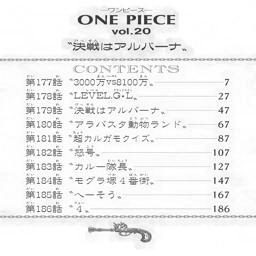 ワンピース
ONE PIECE
vol.20
〝決戦はアルバーナ〟
CONTENTS
第177話 〝3000万vs8100万〟 7
第178話 〝LEVEL.G.L〟 27
第179話 〝決戦はアルバーナ〟 47
第180話 〝アラバスタ動物ランド〟 67
第181話 〝超カルガモクイズ〟 87
第182話 〝怒号〟 107
第183話 〝カルー隊長〟 127
第184話 〝モグラ塚4番街〟 147
第185話 〝へーそう〟 167
第186話 〝4〟 186